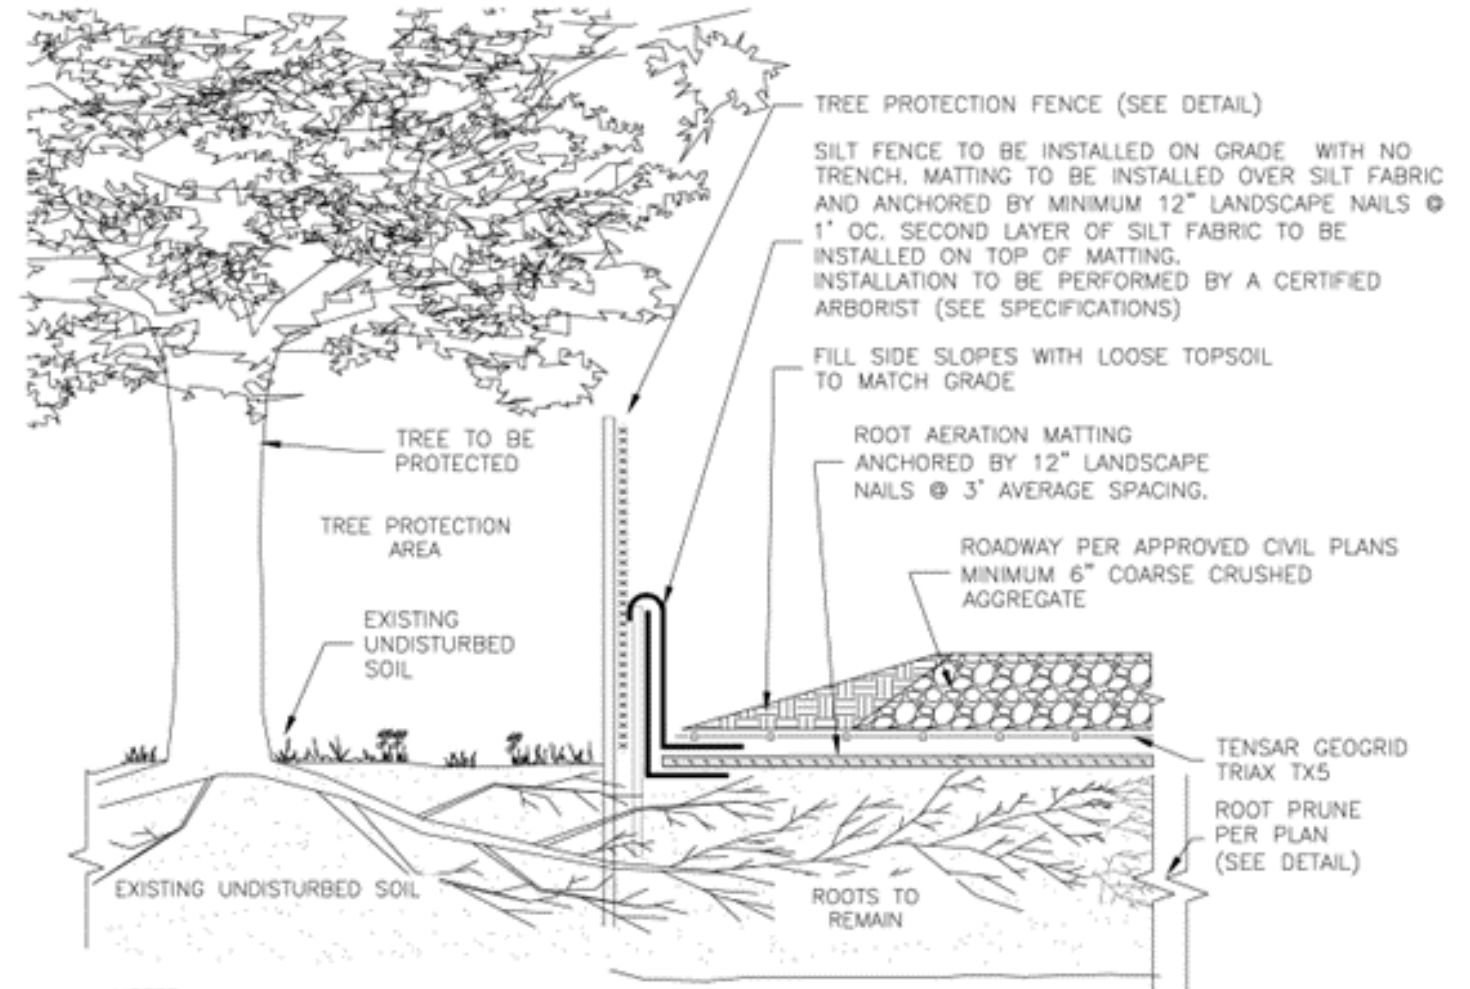 TREE PROTECTION FENCE (SEE DETAIL)
SILT FENCE TO BE INSTALLED ON GRADE WITH NO
TRENCH. MATTING TO BE INSTALLED OVER SILT FABRIC
AND ANCHORED BY MINIMUM 12" LANDSCAPE NAILS @
1' OC. SECOND LAYER OF SILT FABRIC TO BE
INSTALLED ON TOP OF MATTING.
INSTALLATION TO BE PERFORMED BY A CERTIFIED
ARBORIST (SEE SPECIFICATIONS)
FILL SIDE SLOPES WITH LOOSE TOPSOIL
TO MATCH GRADE
ROOT AERATION MATTING
ANCHORED BY 12" LANDSCAPE
NAILS @ 3' AVERAGE SPACING.
TREE TO BE
PROTECTED
TREE PROTECTION
AREA
ROADWAY PER APPROVED CIVIL PLANS
MINIMUM 6" COARSE CRUSHED
AGGREGATE
EXISTING
UNDISTURBED
SOIL
TENSAR GEOGRID
TRIAX TX5
ROOT PRUNE
PER PLAN
(SEE DETAIL)
EXISTING UNDISTURBED SOIL
ROOTS TO
REMAIN